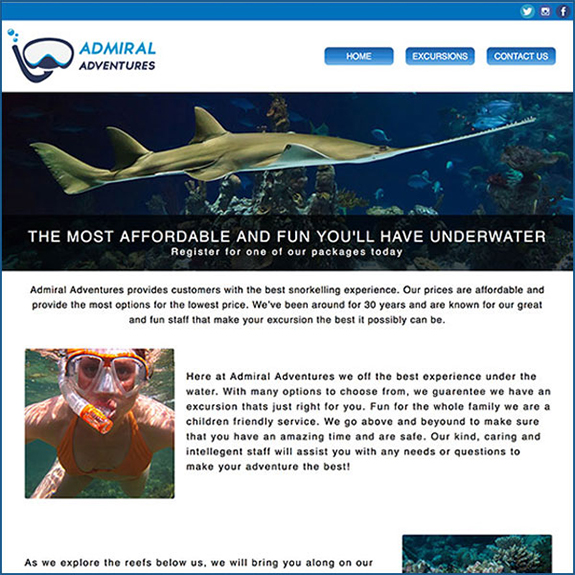 ADMIRAL
ADVENTURES
HOME
EXCURSIONS
CONTACT US
THE MOST AFFORDABLE AND FUN YOU'LL HAVE UNDERWATER
Register for one of our packages today
Admiral Adventures provides customers with the best snorkelling experience. Our prices are affordable and
provide the most options for the lowest price. We've been around for 30 years and are known for our great
and fun staff that make your excursion the best it possibly can be.
Here at Admiral Adventures we off the best experience under the
water. With many options to choose from, we guarentee we have an
excursion thats just right for you. Fun for the whole family we are a
children friendly service. We go above and beyound to make sure
that you have an amazing time and are safe. Our kind, caring and
intellegent staff will assist you with any needs or questions to
make your adventure the best!
As we explore the reefs below us, we will bring you along on our